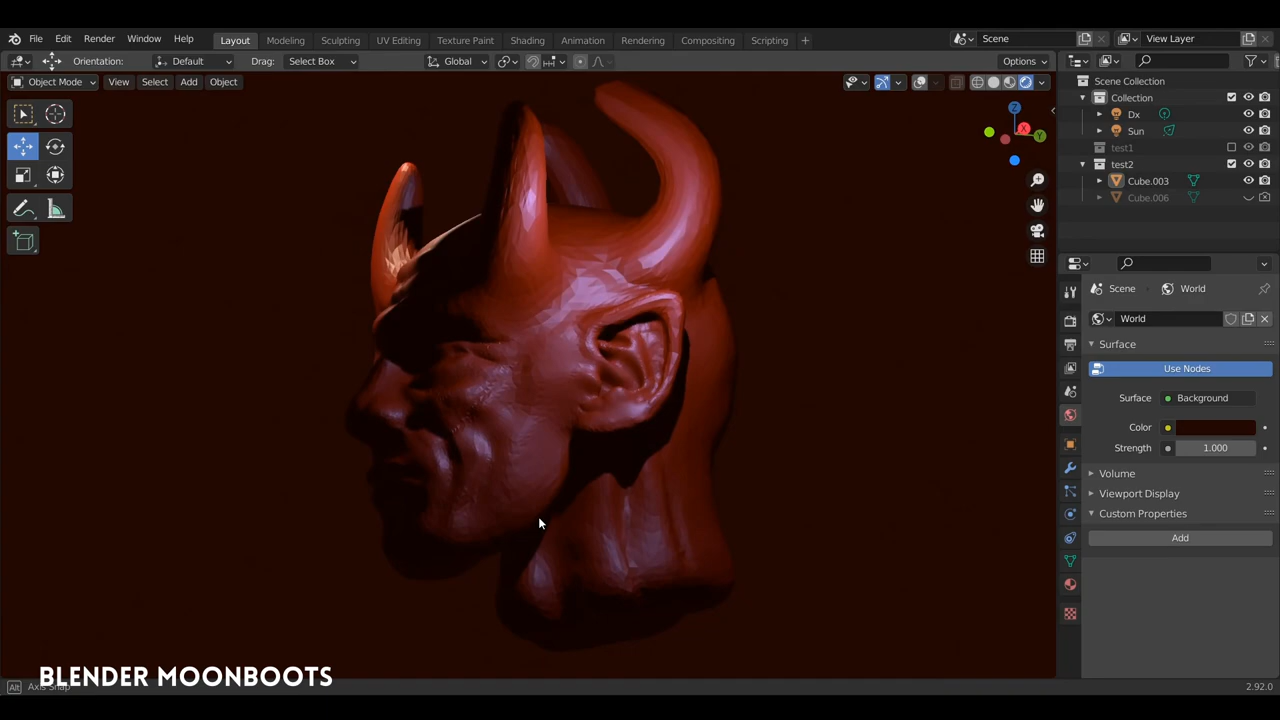 File Edit Render Window Help Layout Modeling Sculpting UV Editing Texture Paint Shading Animation Rendering Compositing Scripting + Scene View Layer
Orientation: Default Drag: Select Box Global Options
Object Mode View Select Add Object
Scene Collection
Collection
Dx
Sun
test1
test2
Cube.003
Cube.006
Z
X
Y
Scene World
World
Surface
Use Nodes
Surface Background
Color
Strength 1.000
Volume
Viewport Display
Custom Properties
Add
BLENDER MOONBOOTS
Alt Axis Snap 2.92.0